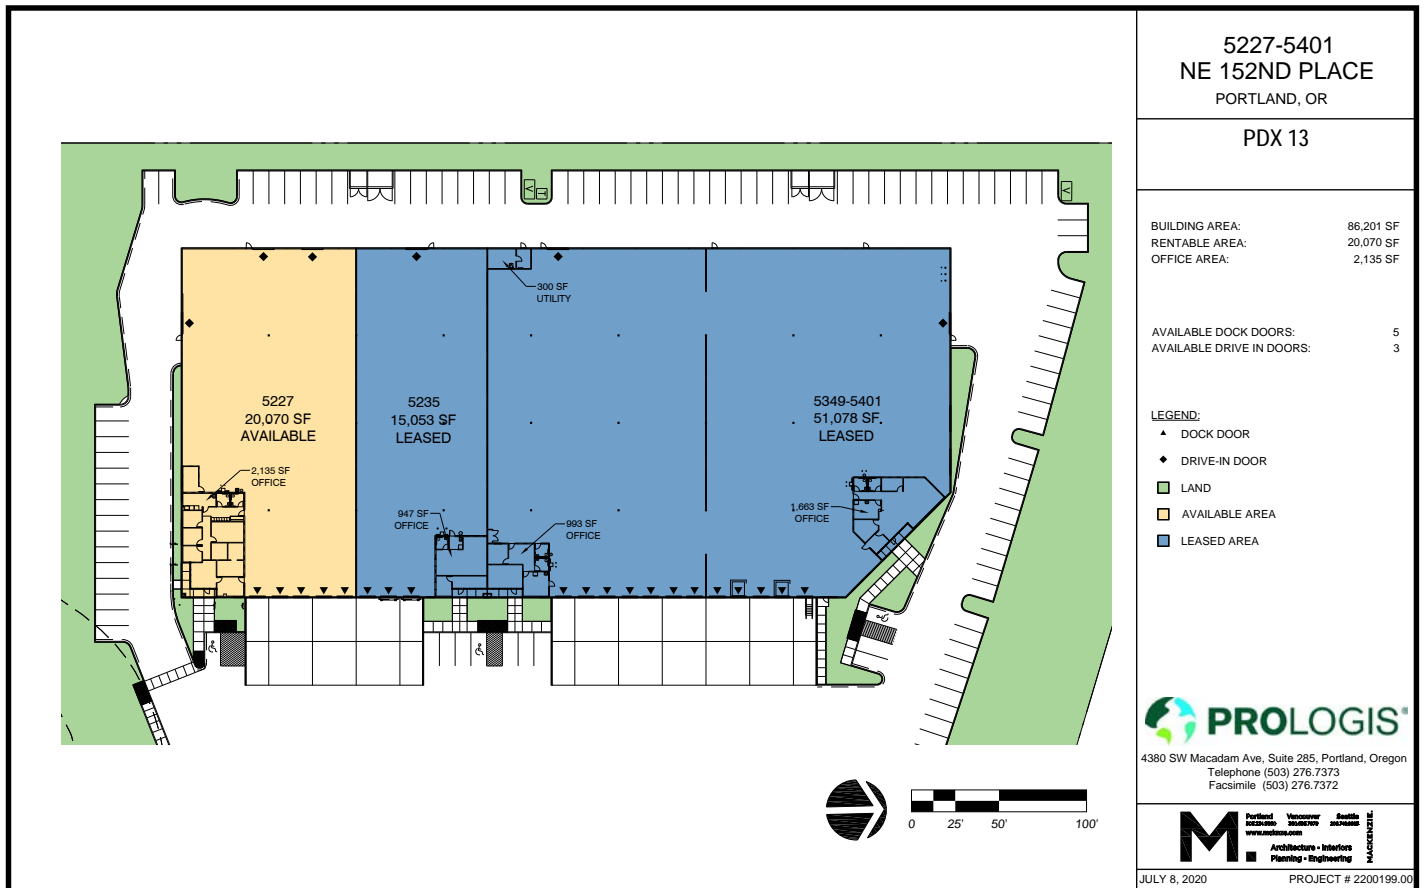 5227-5401
NE 152ND PLACE
PORTLAND, OR
PDX 13
BUILDING AREA: 86,201 SF
RENTABLE AREA: 20,070 SF
OFFICE AREA: 2,135 SF
AVAILABLE DOCK DOORS: 5
AVAILABLE DRIVE IN DOORS: 3
LEGEND:
DOCK DOOR
DRIVE-IN DOOR
LAND
AVAILABLE AREA
LEASED AREA
V
T
V
300 SF
UTILITY
5227
20,070 SF
AVAILABLE
5235
15,053 SF
LEASED
5349-5401
51,078 SF
LEASED
2,135 SF
OFFICE
947 SF
OFFICE
993 SF
OFFICE
1,663 SF
OFFICE
0 25' 50' 100'
PROLOGIS
4380 SW Macadam Ave, Suite 285, Portland, Oregon
Telephone (503) 276.7373
Facsimile (503) 276.7372
M.
Portland Vancouver Seattle
www.mcknze.com
Architecture - Interiors
Planning - Engineering
MACKENZIE.
JULY 8, 2020 PROJECT # 2200199.00